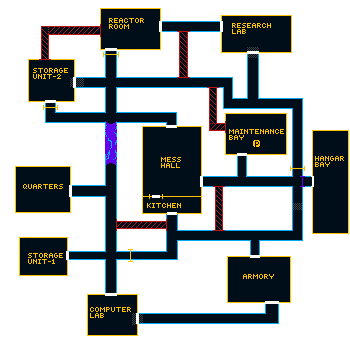 REACTOR
ROOM
RESEARCH
LAB
STORAGE
UNIT-2
MAINTENANCE
BAY
P
MESS
HALL
HANGAR
BAY
QUARTERS
KITCHEN
STORAGE
UNIT-1
ARMORY
COMPUTER
LAB